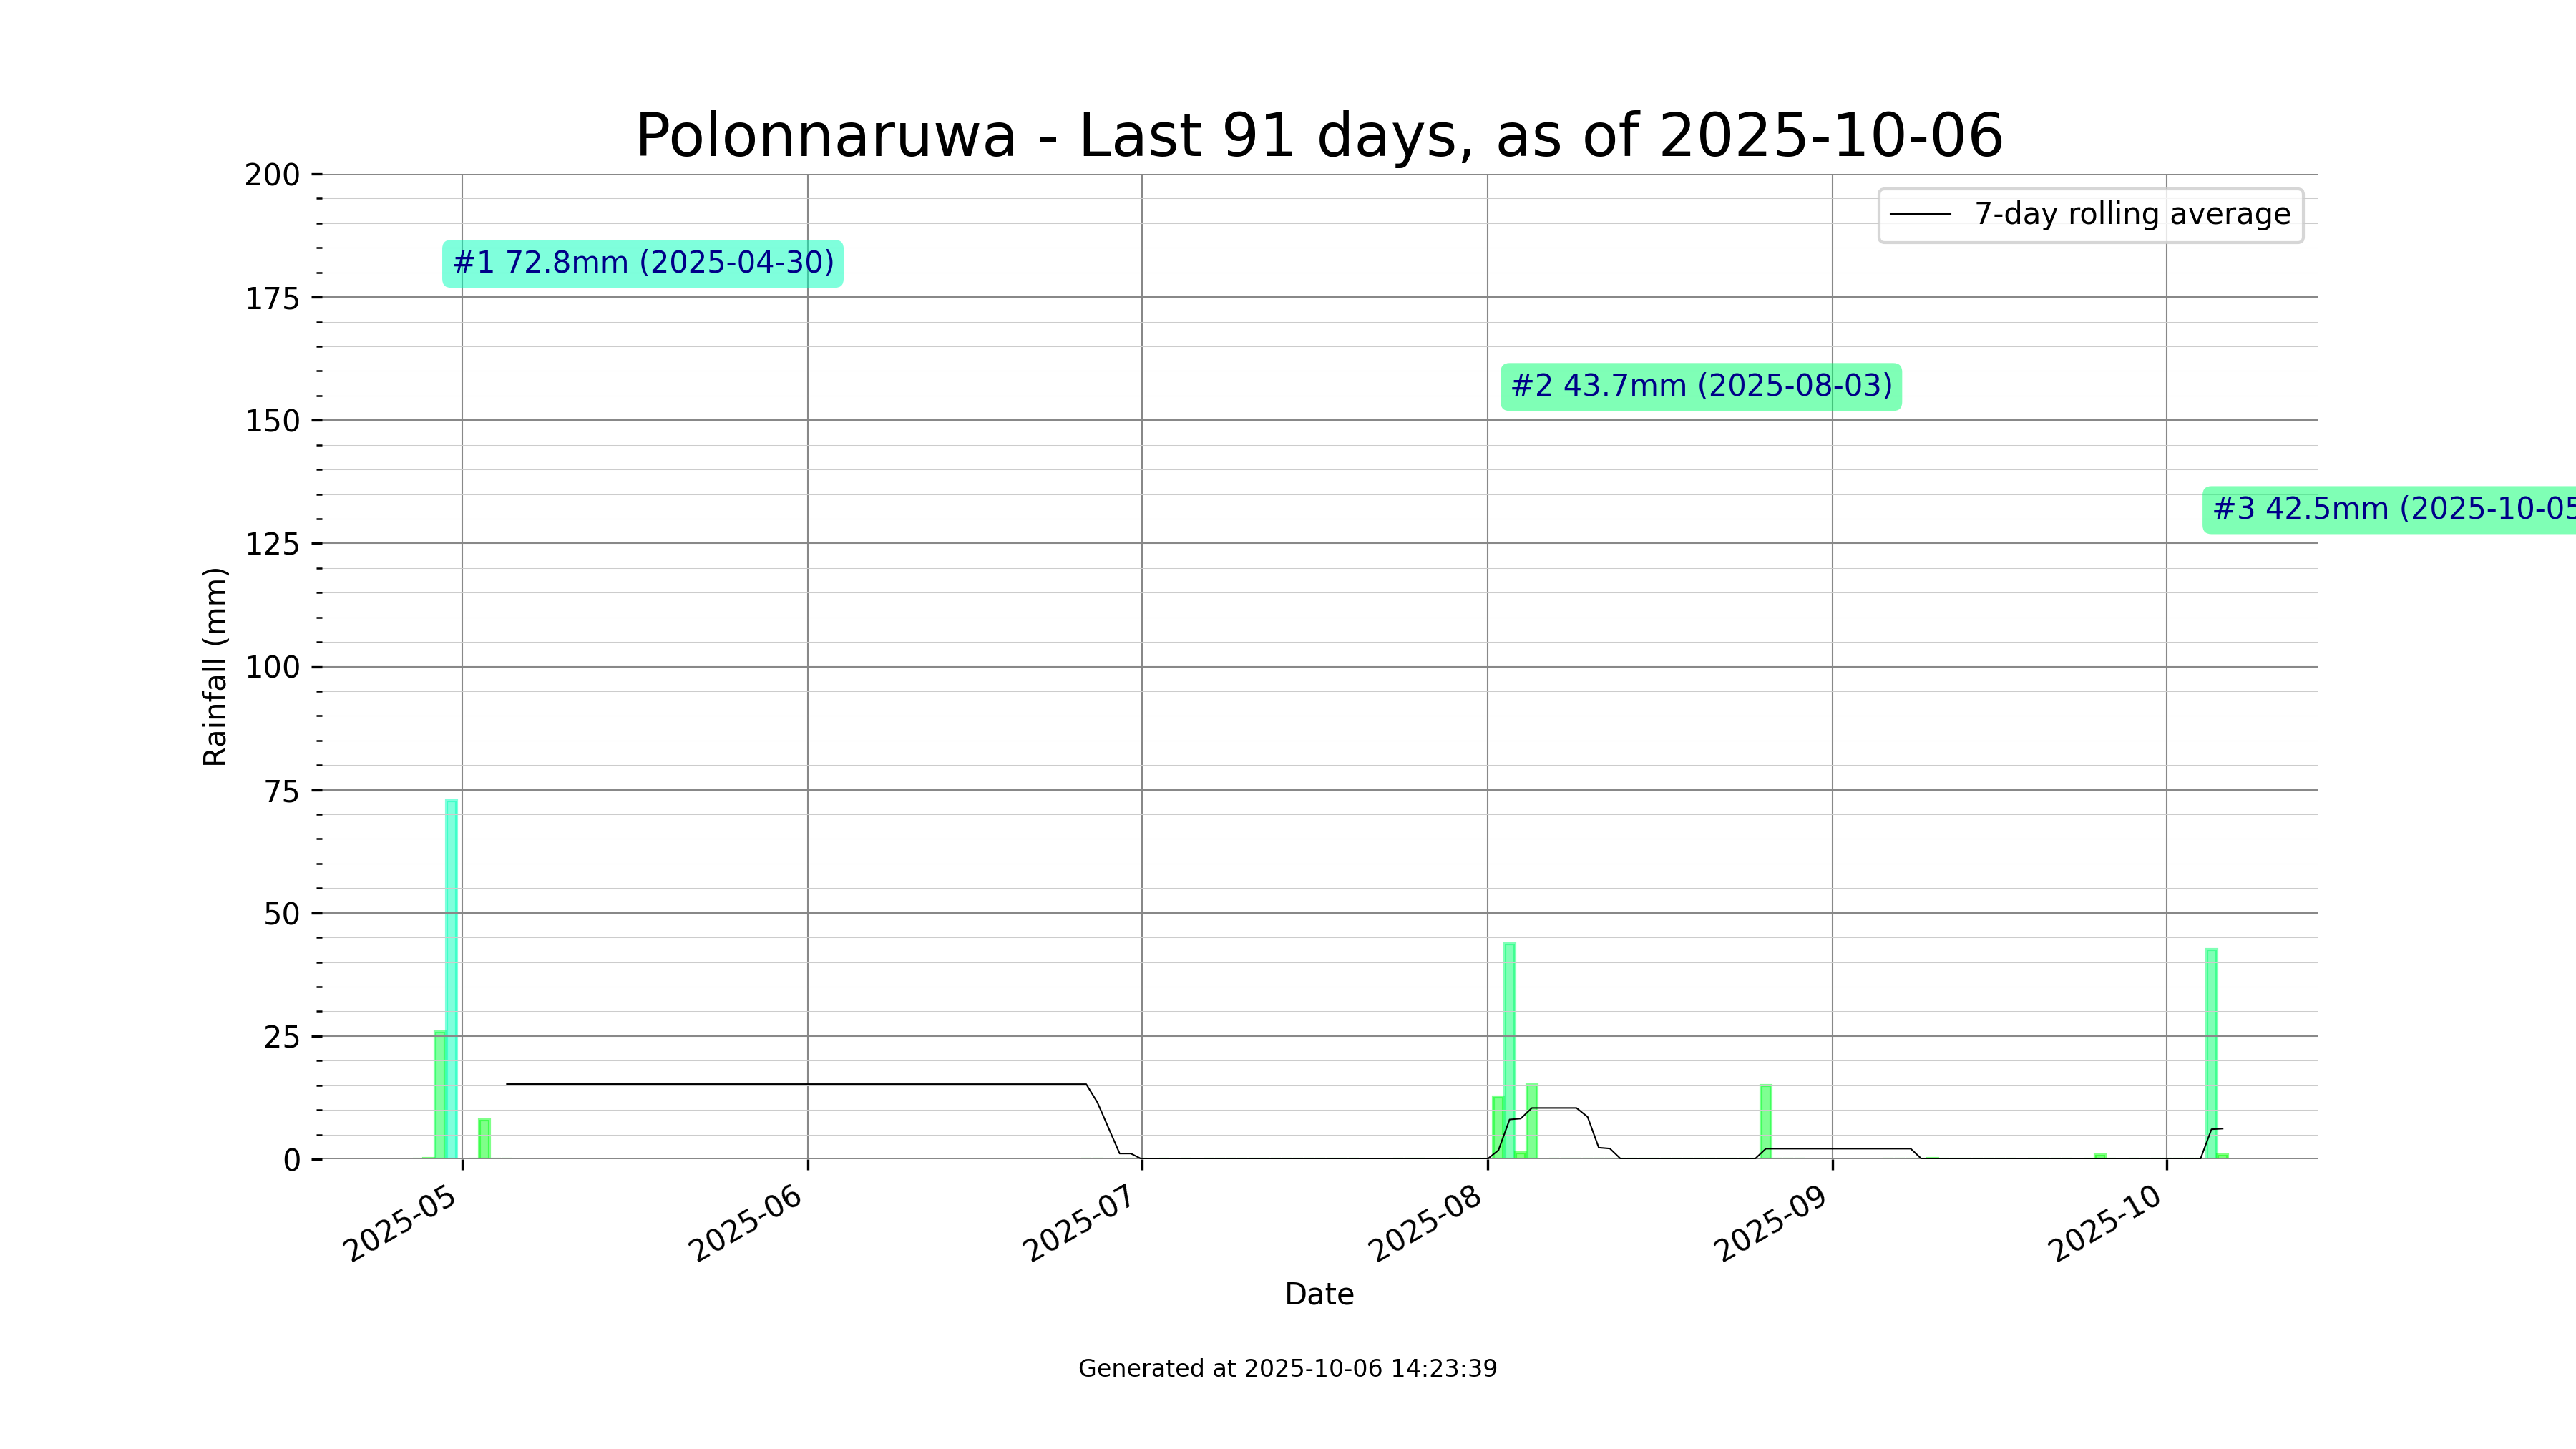 Polonnaruwa - Last 91 days, as of 2025-10-06
200
175
150
125
100
75
50
25
0
Rainfall (mm)
7-day rolling average
#1 72.8mm (2025-04-30)
#2 43.7mm (2025-08-03)
#3 42.5mm (2025-10-05
2025-05
2025-06
2025-07
2025-08
2025-09
2025-10
Date
Generated at 2025-10-06 14:23:39